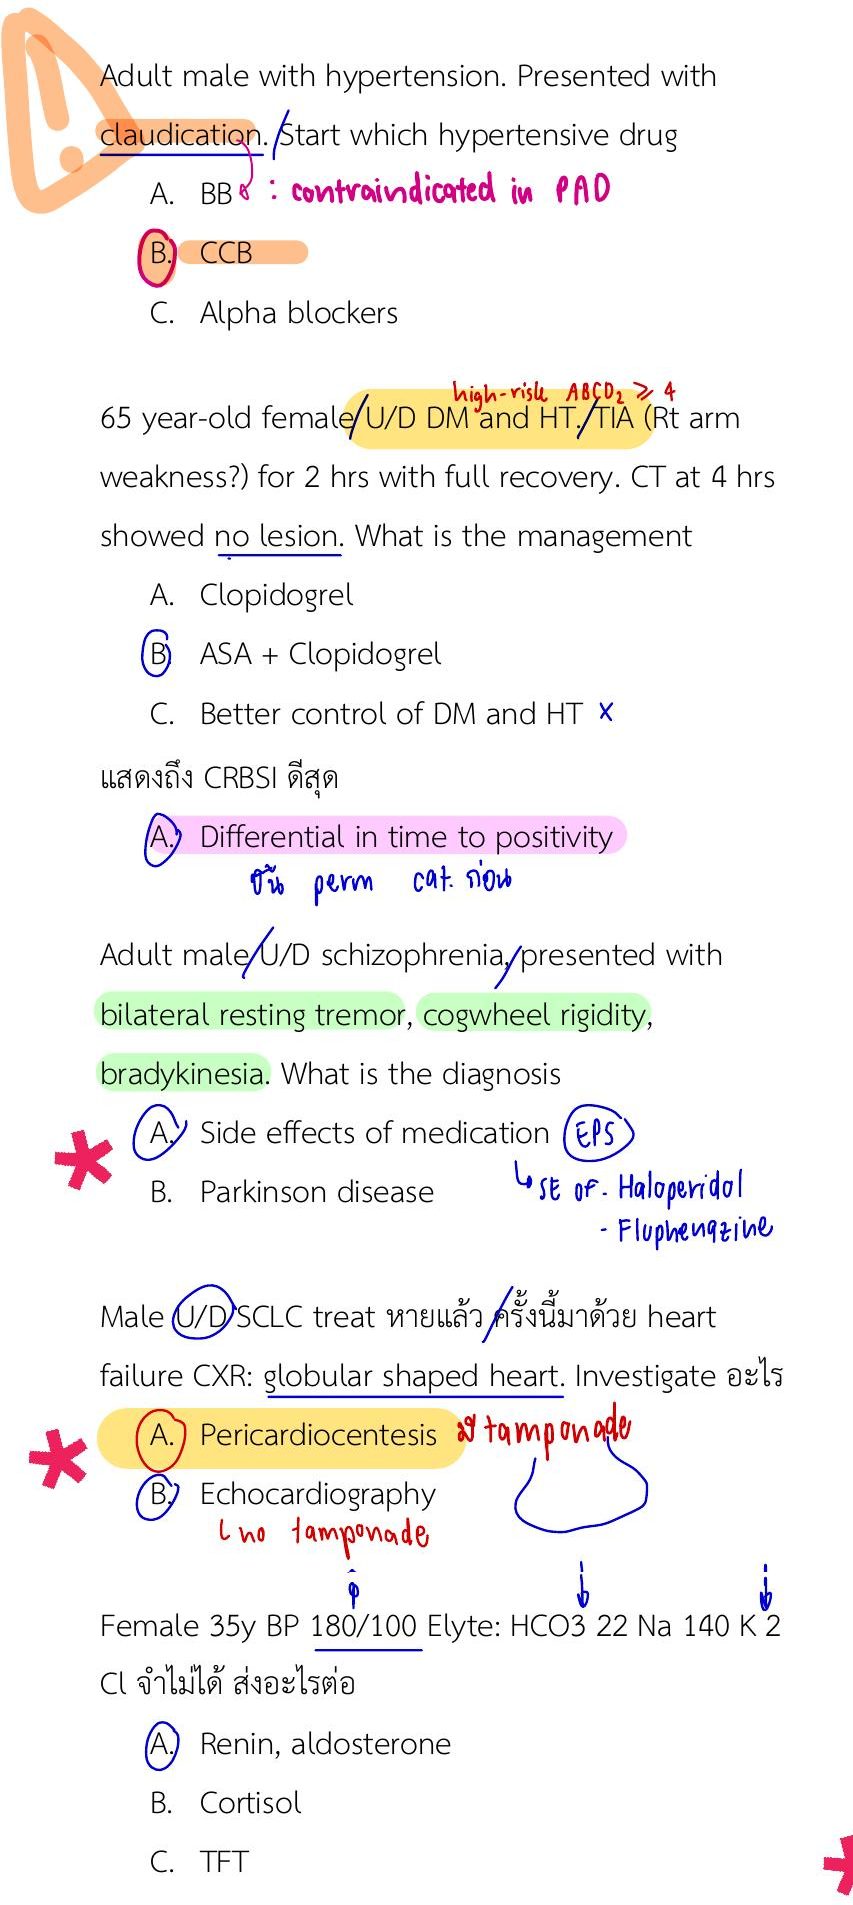 Adult male with hypertension. Presented with
claudication. Start which hypertensive drug
A. BB : contraindicated in PAD
B. CCB
C. Alpha blockers
high-risk ABCD2 ⩾ 4
65 year-old female U/D DM and HT. TIA (Rt arm
weakness?) for 2 hrs with full recovery. CT at 4 hrs
showed no lesion. What is the management
A. Clopidogrel
B. ASA + Clopidogrel
C. Better control of DM and HT x
แสดงถึง CRBSI ดีสุด
A. Differential in time to positivity
ขึ้น perm cat. ก่อน
Adult male U/D schizophrenia, presented with
bilateral resting tremor, cogwheel rigidity,
bradykinesia. What is the diagnosis
A. Side effects of medication EPS
B. Parkinson disease
↳ SE of - Haloperidol
- Fluphenazine
Male U/D SCLC treat หายแล้ว ครั้งนี้มาด้วย heart
failure CXR: globular shaped heart. Investigate อะไร
A. Pericardiocentesis มี tamponade
B. Echocardiography
no tamponade
Female 35y BP 180/100 Elyte: HCO3 22 Na 140 K 2
Cl จำไม่ได้ ส่งอะไรต่อ
A. Renin, aldosterone
B. Cortisol
C. TFT